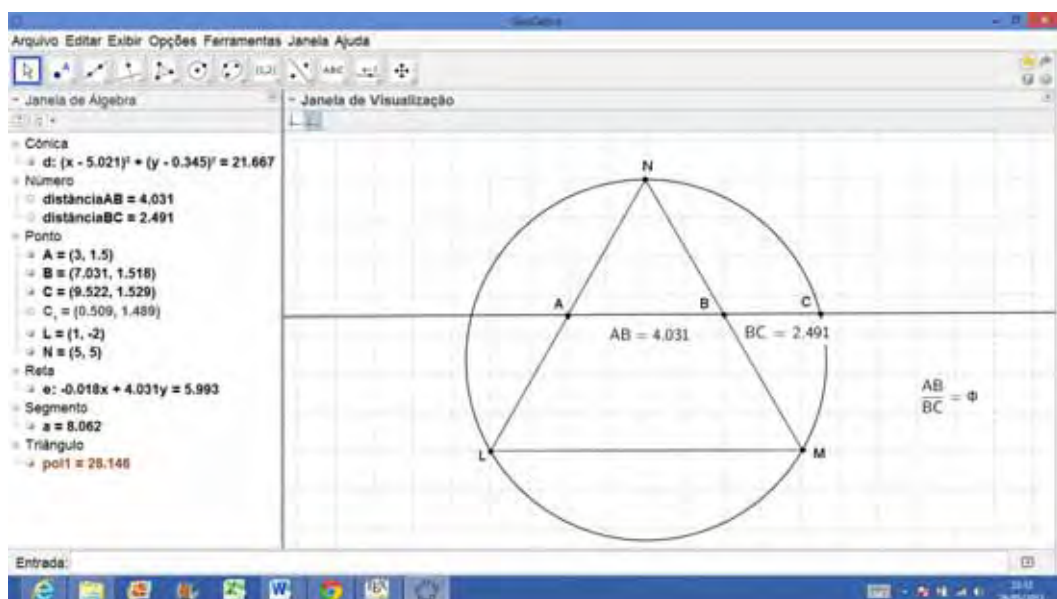 GeoGebra
Arquivo Editar Exibir Opções Ferramentas Janela Ajuda
ABC
Janela de Álgebra
Janela de Visualização
Cônica
d: (x - 5.021)² + (y - 0.345)² = 21.667
Número
distânciaAB = 4.031
distânciaBC = 2.491
Ponto
A = (3, 1.5)
B = (7.031, 1.518)
C = (9.522, 1.529)
C₁ = (0.509, 1.489)
L = (1, -2)
N = (5, 5)
Reta
e: -0.018x + 4.031y = 5.993
Segmento
a = 8.062
Triângulo
pol1 = 28.146
N
A
B
C
AB = 4.031
BC = 2.491
AB
BC
= Φ
L
M
Entrada: